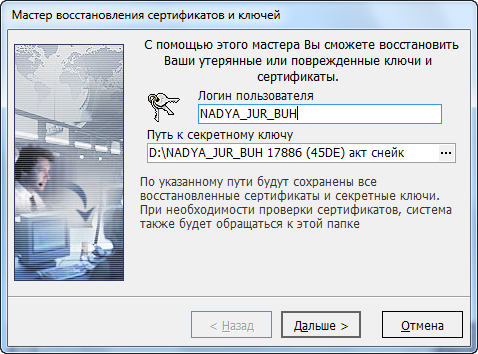 Мастер восстановления сертификатов и ключей
С помощью этого мастера Вы сможете восстановить
Ваши утерянные или поврежденные ключи и
сертификаты.
Логин пользователя
NADYA_JUR_BUH
Путь к секретному ключу
D:\NADYA_JUR_BUH 17886 (45DE) акт снейк ...
По указанному пути будут сохранены все
восстановленные сертификаты и секретные ключи.
При необходимости проверки сертификатов, система
также будет обращаться к этой папке
< Назад
Дальше >
Отмена